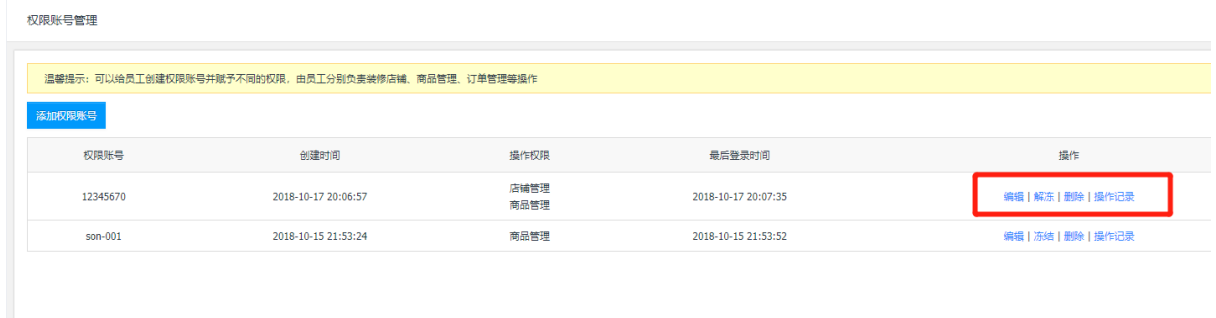 权限账号管理
温馨提示：可以给员工创建权限账号并赋予不同的权限，由员工分别负责装修店铺、商品管理、订单管理等操作
添加权限账号
权限账号 创建时间 操作权限 最后登录时间 操作
12345670 2018-10-17 20:06:57 店铺管理 商品管理 2018-10-17 20:07:35 编辑 | 解冻 | 删除 | 操作记录
son-001 2018-10-15 21:53:24 商品管理 2018-10-15 21:53:52 编辑 | 冻结 | 删除 | 操作记录